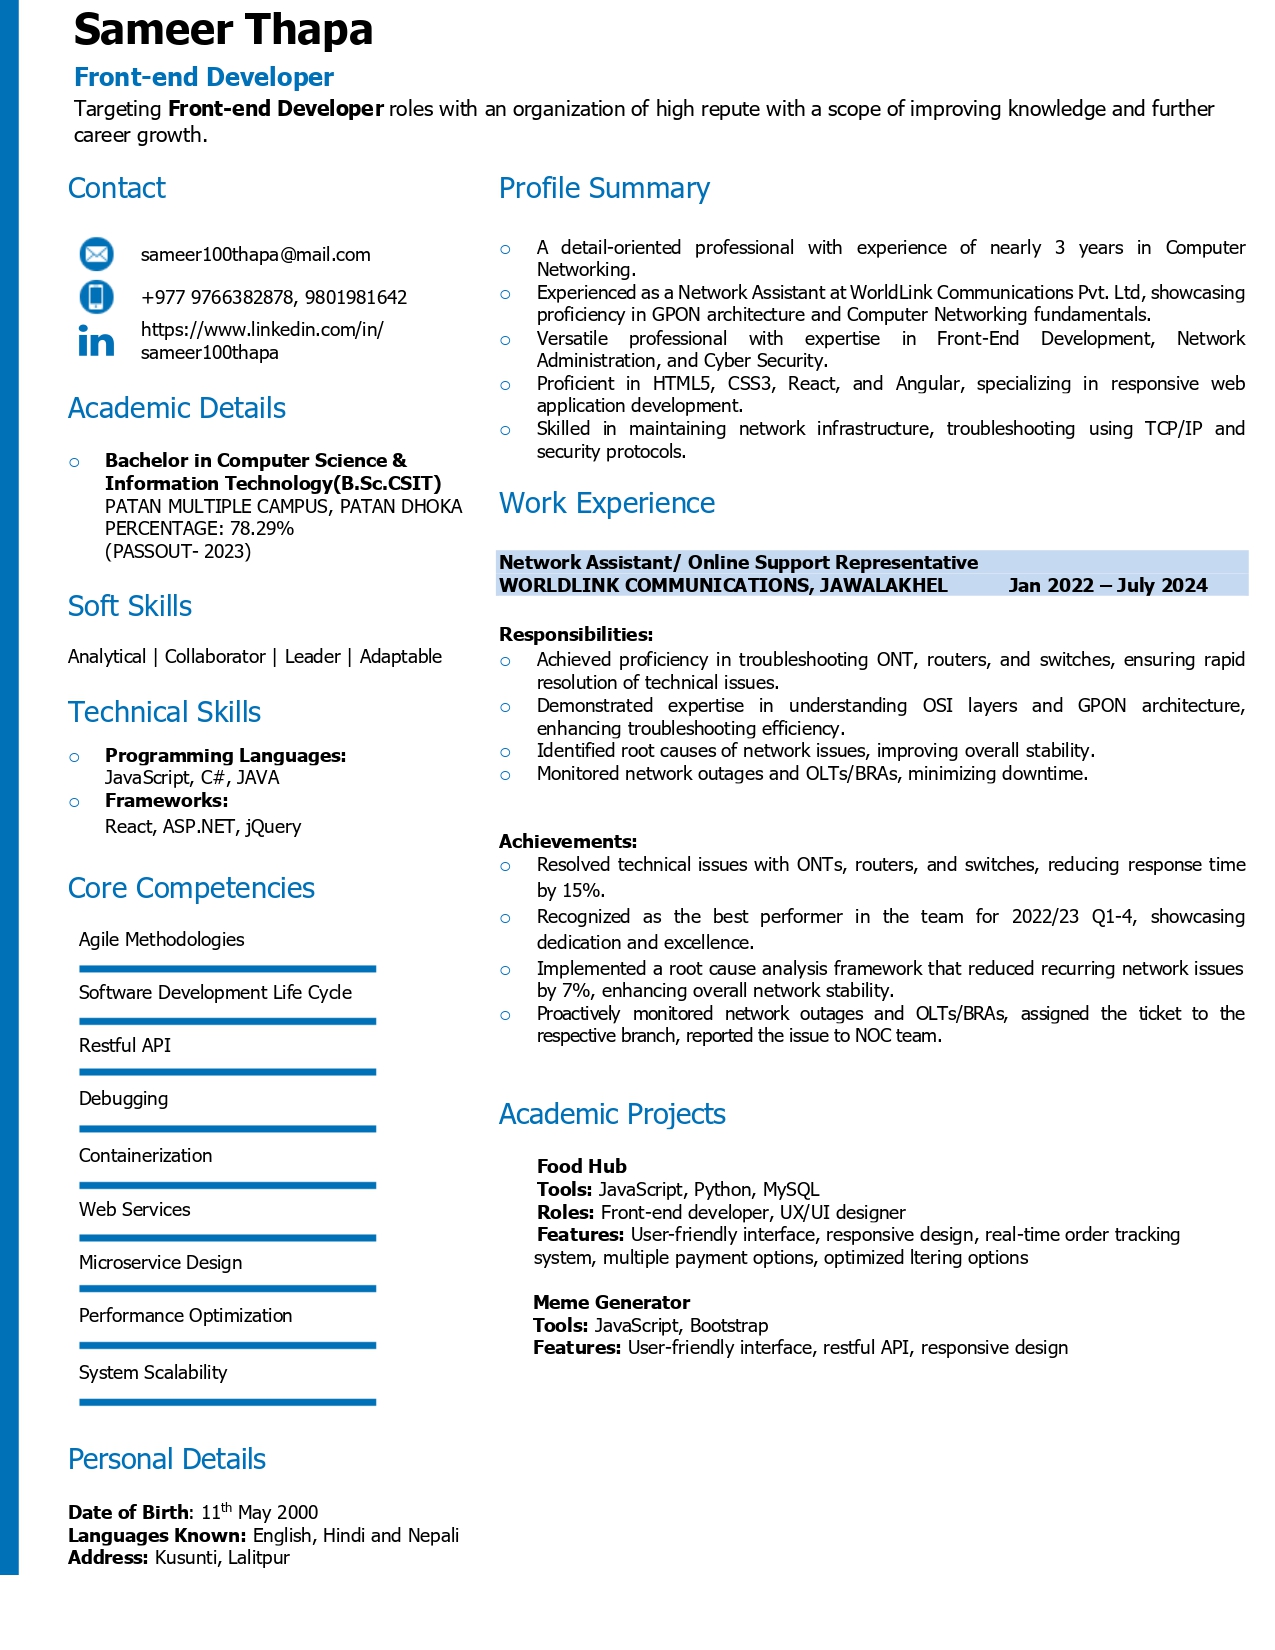 Sameer Thapa
Front-end Developer
Targeting Front-end Developer roles with an organization of high repute with a scope of improving knowledge and further
career growth.
Contact
sameer100thapa@mail.com
+977 9766382878, 9801981642
in
https://www.linkedin.com/in/
sameer100thapa
Academic Details
o Bachelor in Computer Science &
Information Technology(B.Sc.CSIT)
PATAN MULTIPLE CAMPUS, PATAN DHOKA
PERCENTAGE: 78.29%
(PASSOUT- 2023)
Soft Skills
Analytical | Collaborator | Leader | Adaptable
Technical Skills
o Programming Languages:
JavaScript, C#, JAVA
o Frameworks:
React, ASP.NET, jQuery
Core Competencies
Agile Methodologies
Software Development Life Cycle
Restful API
Debugging
Containerization
Web Services
Microservice Design
Performance Optimization
System Scalability
Personal Details
Date of Birth: 11th May 2000
Languages Known: English, Hindi and Nepali
Address: Kusunti, Lalitpur
Profile Summary
o A detail-oriented professional with experience of nearly 3 years in Computer
Networking.
o Experienced as a Network Assistant at WorldLink Communications Pvt. Ltd, showcasing
proficiency in GPON architecture and Computer Networking fundamentals.
o Versatile professional with expertise in Front-End Development, Network
Administration, and Cyber Security.
o Proficient in HTML5, CSS3, React, and Angular, specializing in responsive web
application development.
o Skilled in maintaining network infrastructure, troubleshooting using TCP/IP and
security protocols.
Work Experience
Network Assistant/ Online Support Representative
WORLDLINK COMMUNICATIONS, JAWALAKHEL Jan 2022 – July 2024
Responsibilities:
o Achieved proficiency in troubleshooting ONT, routers, and switches, ensuring rapid
resolution of technical issues.
o Demonstrated expertise in understanding OSI layers and GPON architecture,
enhancing troubleshooting efficiency.
o Identified root causes of network issues, improving overall stability.
o Monitored network outages and OLTs/BRAs, minimizing downtime.
Achievements:
o Resolved technical issues with ONTs, routers, and switches, reducing response time
by 15%.
o Recognized as the best performer in the team for 2022/23 Q1-4, showcasing
dedication and excellence.
o Implemented a root cause analysis framework that reduced recurring network issues
by 7%, enhancing overall network stability.
o Proactively monitored network outages and OLTs/BRAs, assigned the ticket to the
respective branch, reported the issue to NOC team.
Academic Projects
Food Hub
Tools: JavaScript, Python, MySQL
Roles: Front-end developer, UX/UI designer
Features: User-friendly interface, responsive design, real-time order tracking
system, multiple payment options, optimized ltering options
Meme Generator
Tools: JavaScript, Bootstrap
Features: User-friendly interface, restful API, responsive design